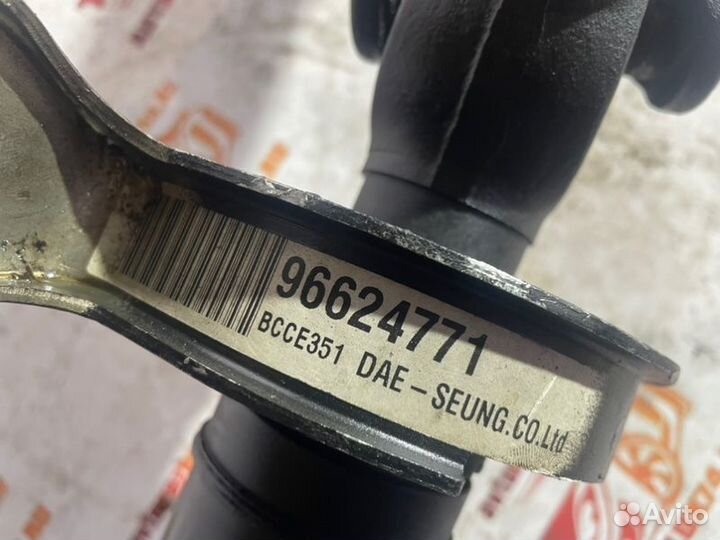 96624771
BCCE351 DAE-SEUNG.CO.Ltd
Avito